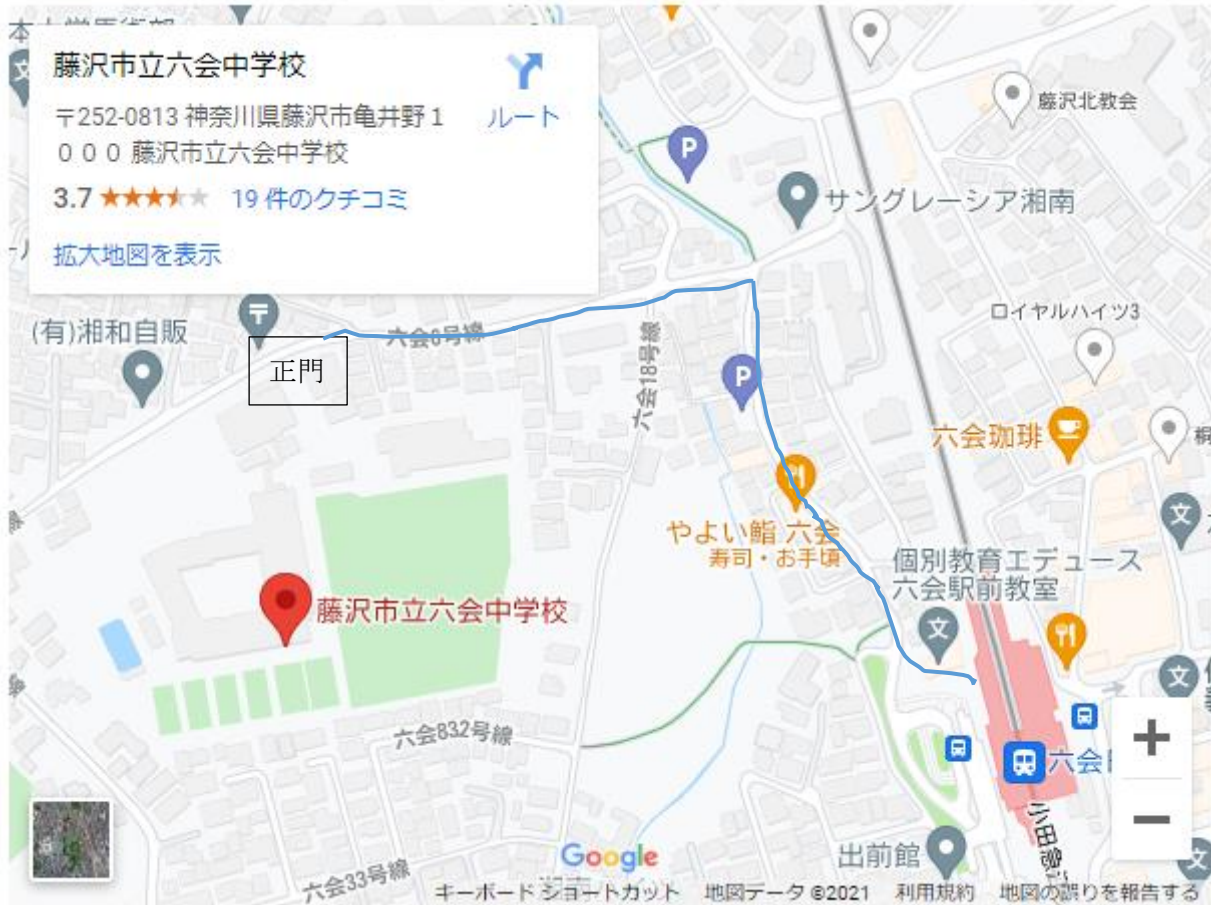 藤沢市立六会中学校
〒252-0813 神奈川県藤沢市亀井野1
０００ 藤沢市立六会中学校
ルート
3.7
19 件のクチコミ
拡大地図を表示
P
藤沢北教会
サングレーシア湘南
(有)湘和自販
〒
正門
六会6号線
六会18号線
P
ロイヤルハイツ3
六会珈琲
文
やよい鮨 六会
寿司・お手頃
個別教育エデュース
六会駅前教室
文
藤沢市立六会中学校
文
六会832号線
六会
小田急
出前館
文
六会33号線
Google
キーボード ショートカット
地図データ ©2021
利用規約
地図の誤りを報告する